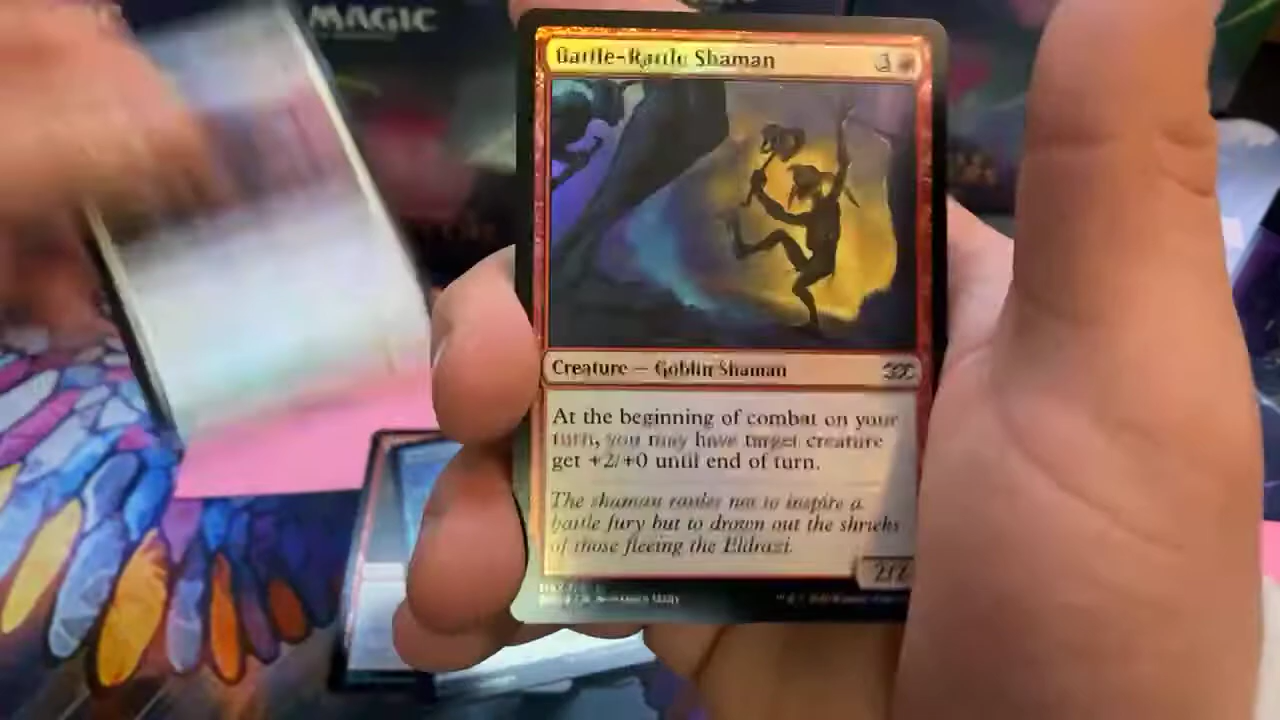 MAGIC
Battle-Rattle Shaman 3
Creature — Goblin Shaman
At the beginning of combat on your
turn, you may have target creature
get +2/+0 until end of turn.
The shaman rattles not to inspire a
battle fury but to drown out the shrieks
of those fleeing the Eldrazi.
2/2